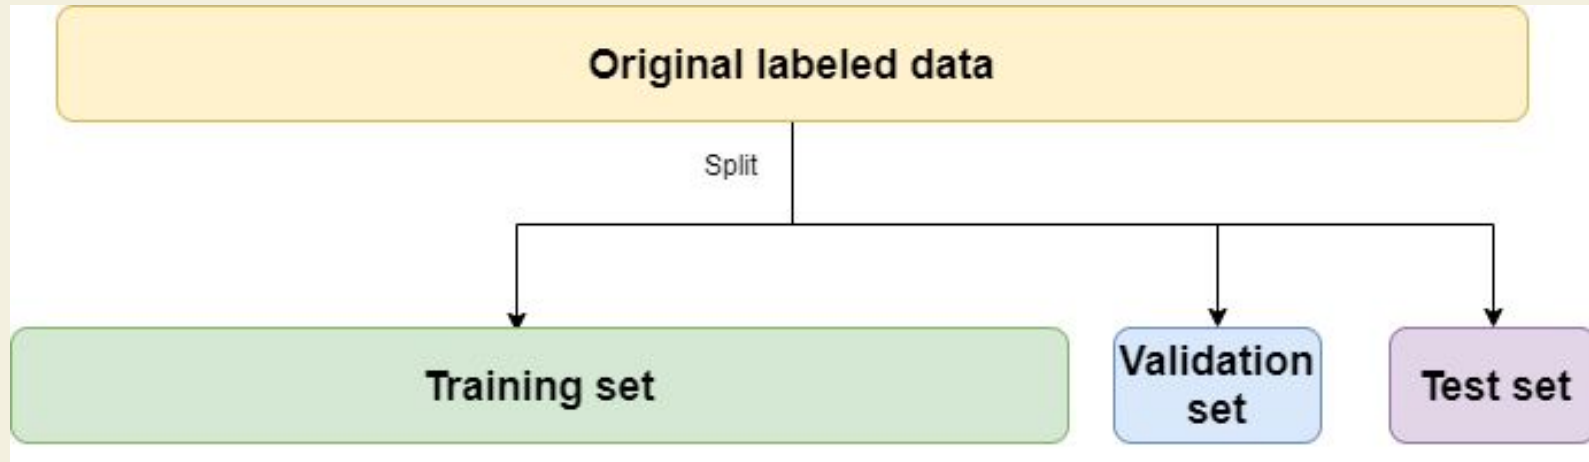 Original labeled data
Split
Training set
Validation
set
Test set